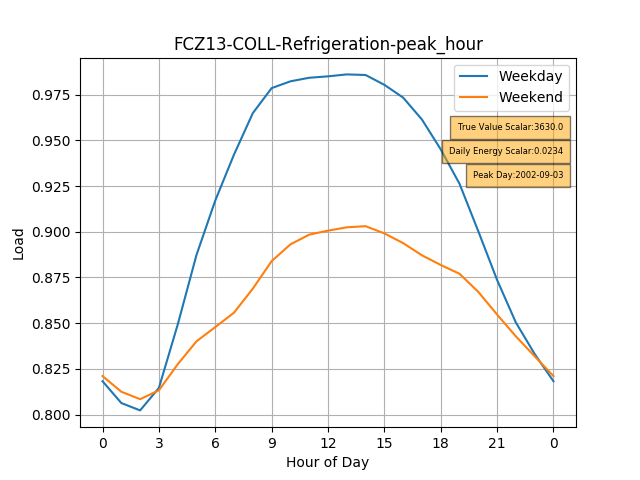 FCZ13-COLL-Refrigeration-peak_hour
Weekday
Weekend
True Value Scalar:3630.0
Daily Energy Scalar:0.0234
Peak Day:2002-09-03
Load
0.975
0.950
0.925
0.900
0.875
0.850
0.825
0.800
0 3 6 9 12 15 18 21 0
Hour of Day